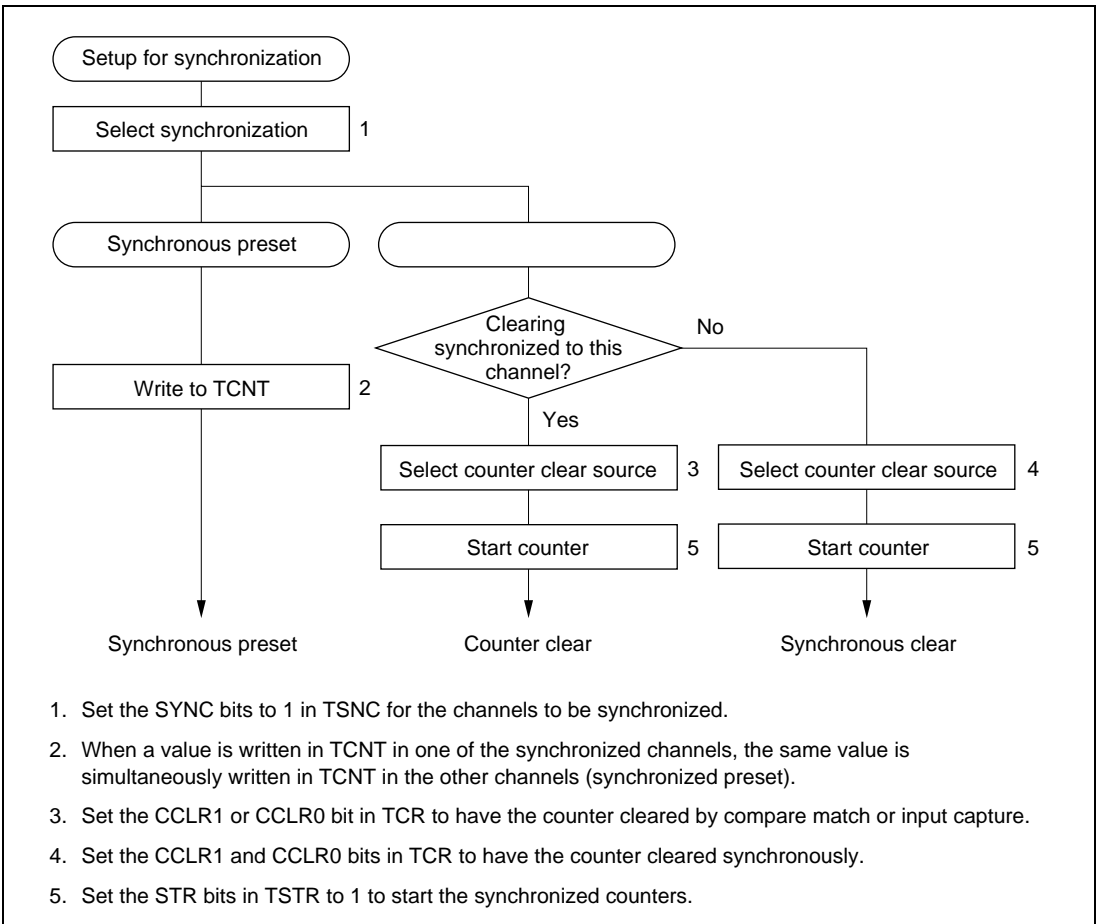 Setup for synchronization
Select synchronization 1
Synchronous preset
Clearing
synchronized to this
channel?
No
Write to TCNT 2
Yes
Select counter clear source 3
Select counter clear source 4
Start counter 5
Start counter 5
Synchronous preset
Counter clear
Synchronous clear
1. Set the SYNC bits to 1 in TSNC for the channels to be synchronized.
2. When a value is written in TCNT in one of the synchronized channels, the same value is
simultaneously written in TCNT in the other channels (synchronized preset).
3. Set the CCLR1 or CCLR0 bit in TCR to have the counter cleared by compare match or input capture.
4. Set the CCLR1 and CCLR0 bits in TCR to have the counter cleared synchronously.
5. Set the STR bits in TSTR to 1 to start the synchronized counters.